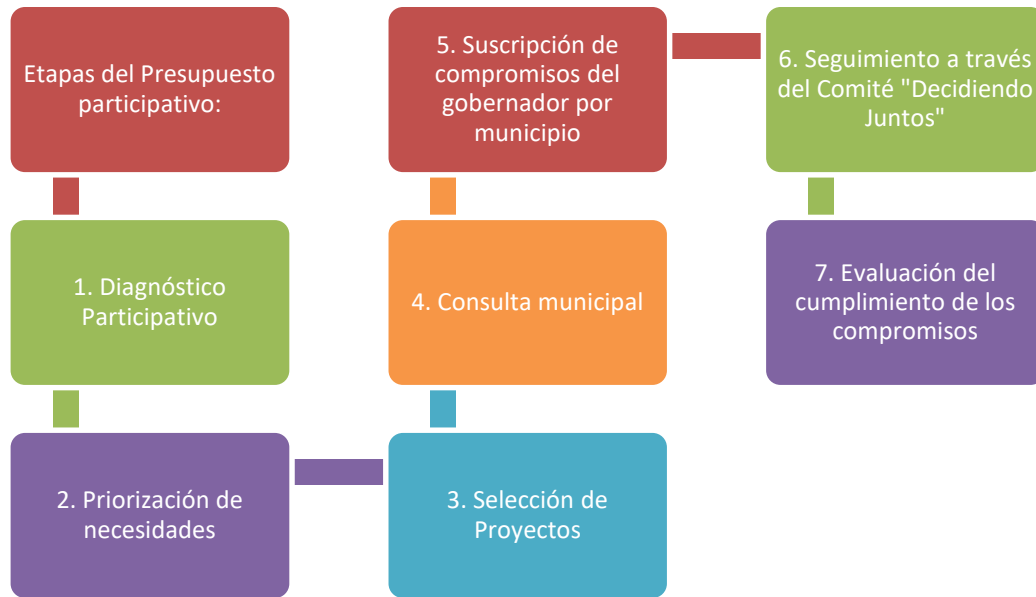 Etapas del Presupuesto
participativo:
1. Diagnóstico
Participativo
2. Priorización de
necesidades
3. Selección de
Proyectos
4. Consulta municipal
5. Suscripción de
compromisos del
gobernador por
municipio
6. Seguimiento a través
del Comité "Decidiendo
Juntos"
7. Evaluación del
cumplimiento de los
compromisos